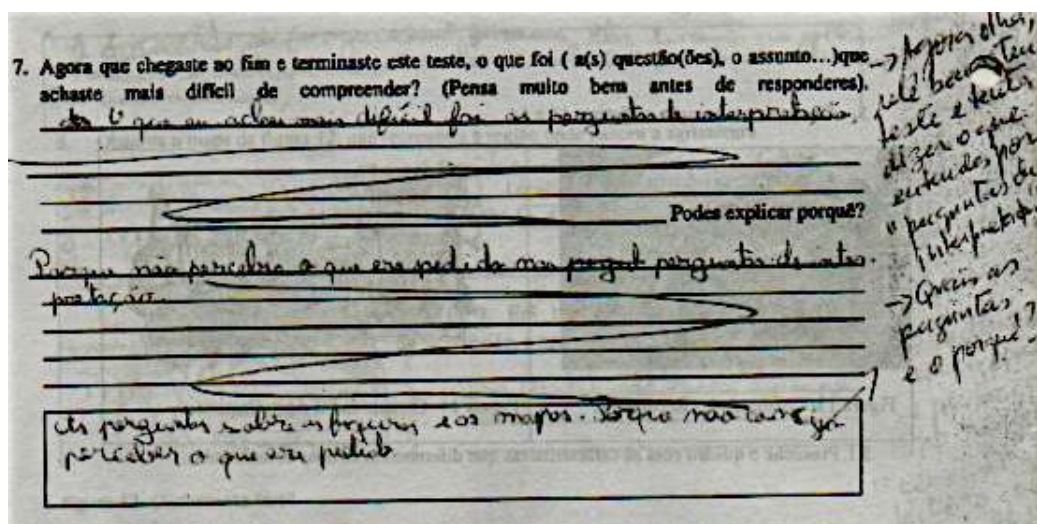 7. Agora que chegaste ao fim e terminaste este teste, o que foi ( a(s) questão(ões), o assunto...)que
achaste mais difícil de compreender? (Pensa muito bem antes de responderes).
que eu achei mais difícil foi as perguntas de interpretação.
Podes explicar porquê?
Porque não percebia o que era pedido nas perguntas de inter-
pretação.
As perguntas sobre as figuras e os mapas. Porque não
perceber o que era pedido
→ Agora olha,
bem o teu
teste e tenta
dizer o que
entendes por
" perguntas de
interpretação"
→ Quais as
perguntas
e o porquê?